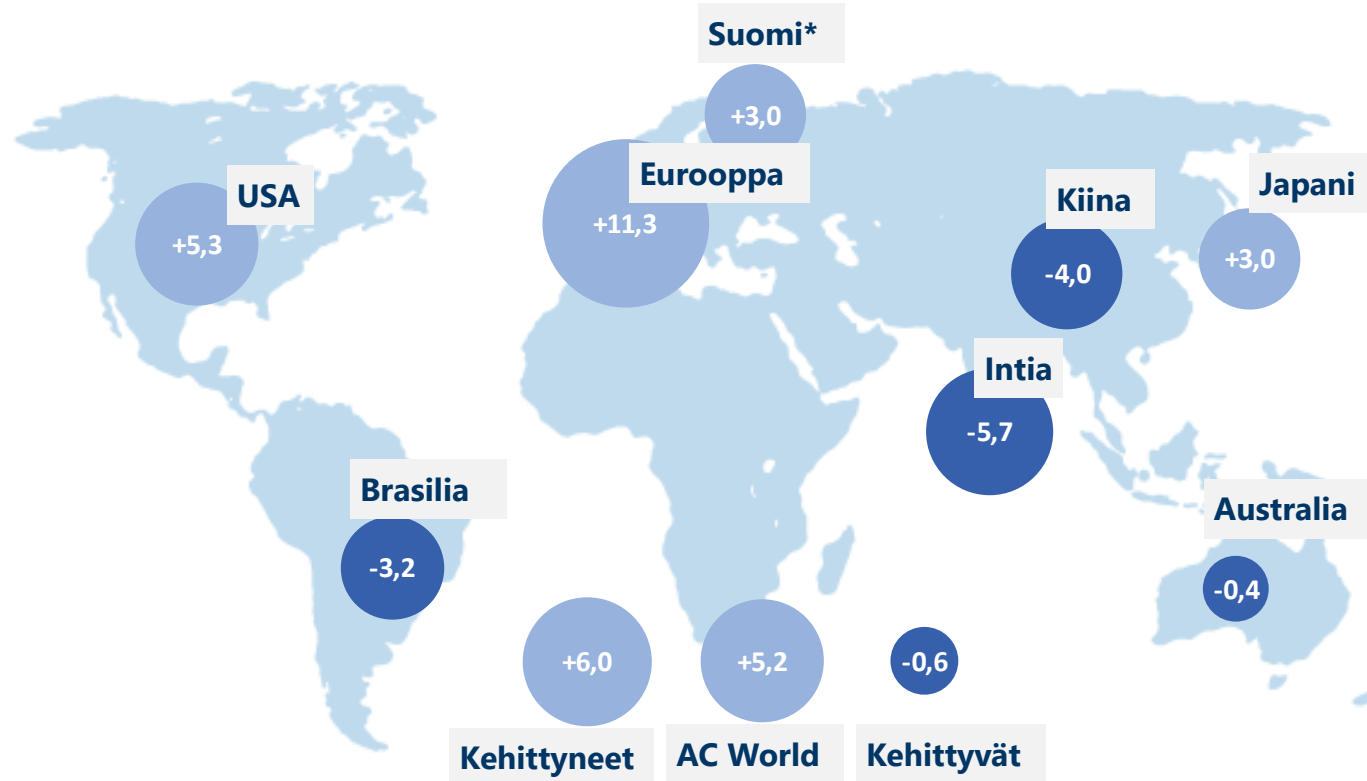 Suomi*
+3,0
Eurooppa
+11,3
USA
+5,3
Kiina
-4,0
Japani
+3,0
Intia
-5,7
Brasilia
-3,2
Australia
-0,4
+6,0
Kehittyneet
+5,2
AC World
-0,6
Kehittyvät